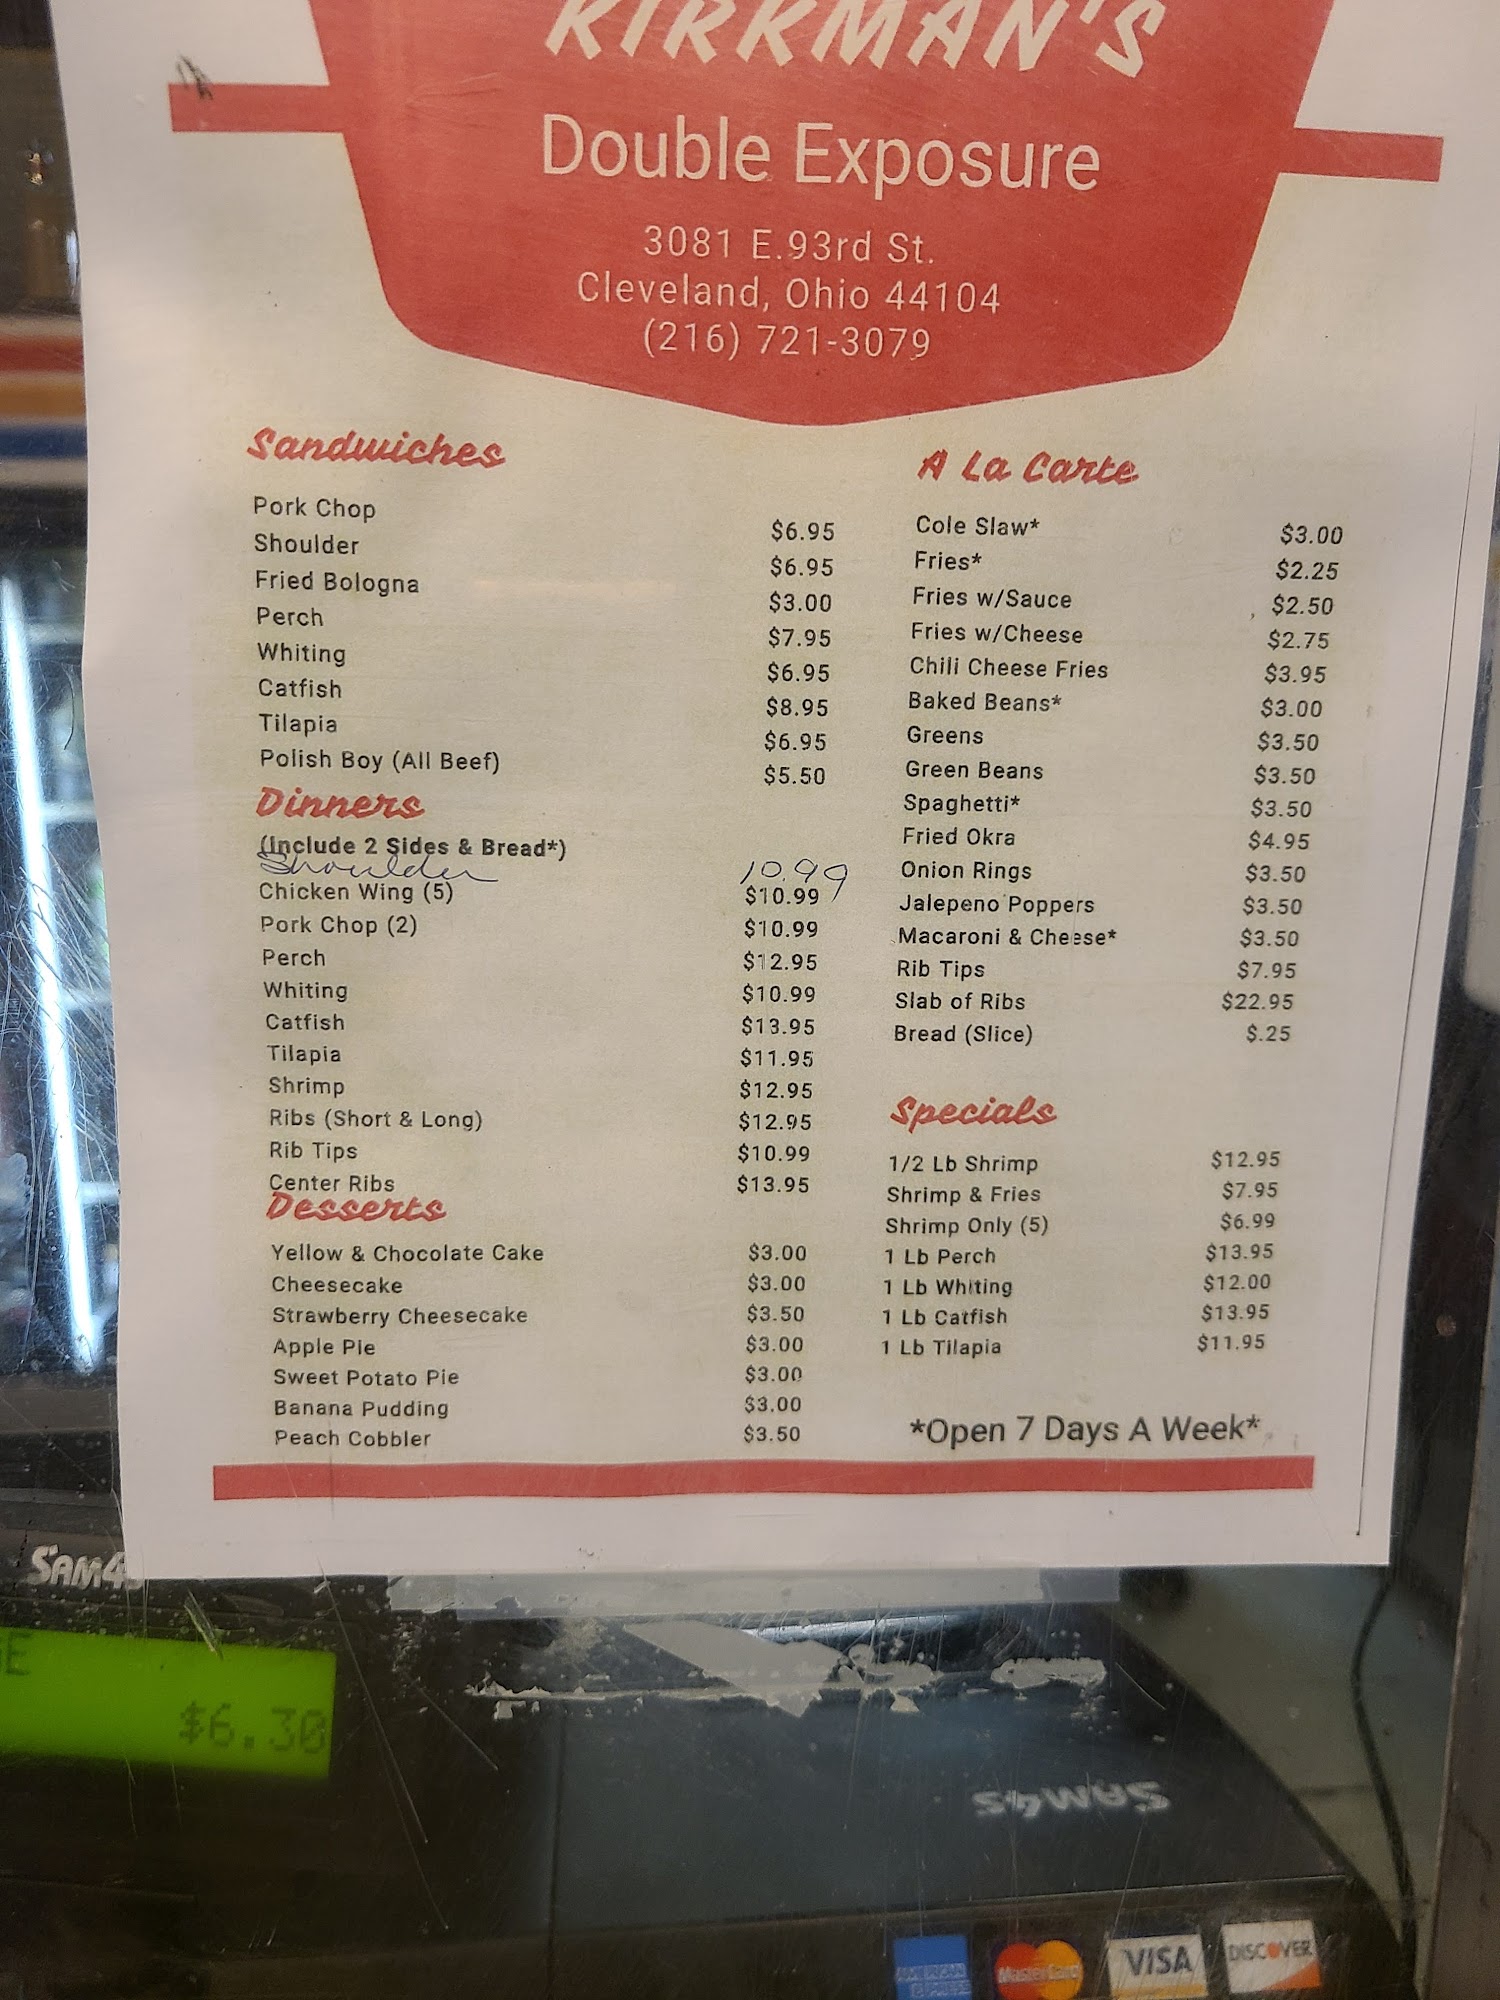 KIRKMAN'S
Double Exposure
3081 E.93rd St.
Cleveland, Ohio 44104
(216) 721-3079
Sandwiches
Pork Chop $6.95
Shoulder $6.95
Fried Bologna $3.00
Perch $7.95
Whiting $6.95
Catfish $8.95
Tilapia $6.95
Polish Boy (All Beef) $5.50
Dinners
(Include 2 Sides & Bread*)
Shoulder 10.99
Chicken Wing (5) $10.99
Pork Chop (2) $10.99
Perch $12.95
Whiting $10.99
Catfish $13.95
Tilapia $11.95
Shrimp $12.95
Ribs (Short & Long) $12.95
Rib Tips $10.99
Center Ribs $13.95
Desserts
Yellow & Chocolate Cake $3.00
Cheesecake $3.00
Strawberry Cheesecake $3.50
Apple Pie $3.00
Sweet Potato Pie $3.00
Banana Pudding $3.00
Peach Cobbler $3.50
A La Carte
Cole Slaw* $3.00
Fries* $2.25
Fries w/Sauce $2.50
Fries w/Cheese $2.75
Chili Cheese Fries $3.95
Baked Beans* $3.00
Greens $3.50
Green Beans $3.50
Spaghetti* $3.50
Fried Okra $4.95
Onion Rings $3.50
Jalepeno Poppers $3.50
Macaroni & Cheese* $3.50
Rib Tips $7.95
Slab of Ribs $22.95
Bread (Slice) $.25
Specials
1/2 Lb Shrimp $12.95
Shrimp & Fries $7.95
Shrimp Only (5) $6.99
1 Lb Perch $13.95
1 Lb Whiting $12.00
1 Lb Catfish $13.95
1 Lb Tilapia $11.95
*Open 7 Days A Week*
SAM4s
$6.30
SAM4s
AMERICAN EXPRESS
MasterCard
VISA
DISCOVER